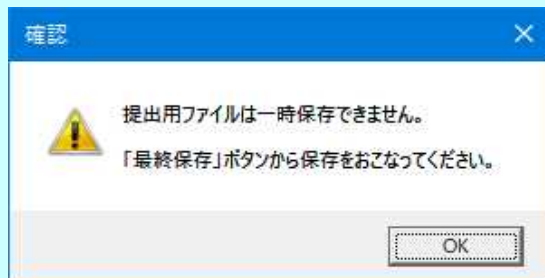 確認
提出用ファイルは一時保存できません。
「最終保存」ボタンから保存をおこなってください。
OK